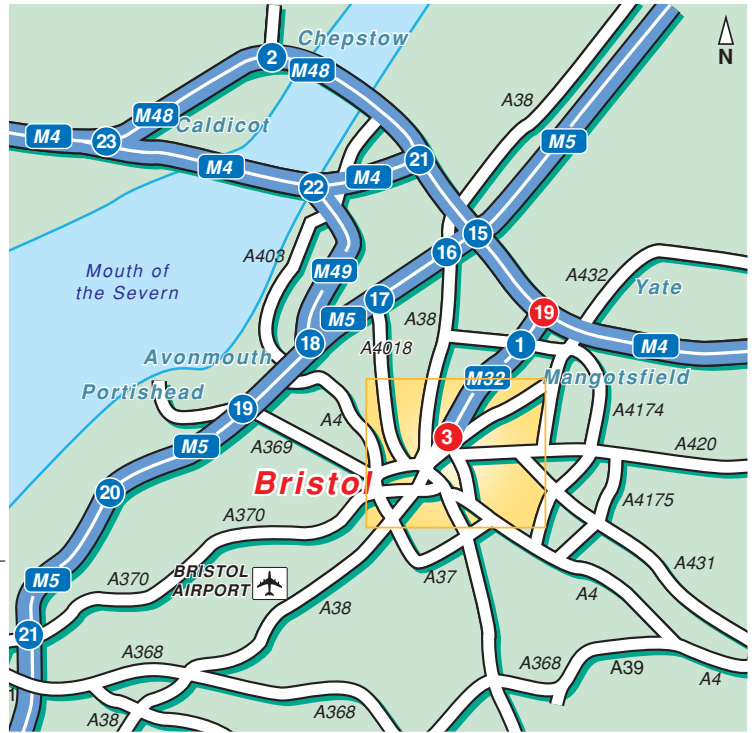 Chepstow
N
2
M48
A38
M48
Caldicot
M4
23
M5
21
M4
M4
22
15
16
A403
Mouth of
the Severn
M49
A432
Yate
17
19
M5
A38
18
1
A4018
M4
Avonmouth
M32
Mangotsfield
Portishead
19
A4
A4174
3
M5
A369
A420
Bristol
20
A4175
A370
A431
M5
A370
BRISTOL
AIRPORT
A37
A38
A4
21
A368
A39
A4
1
A38
A368